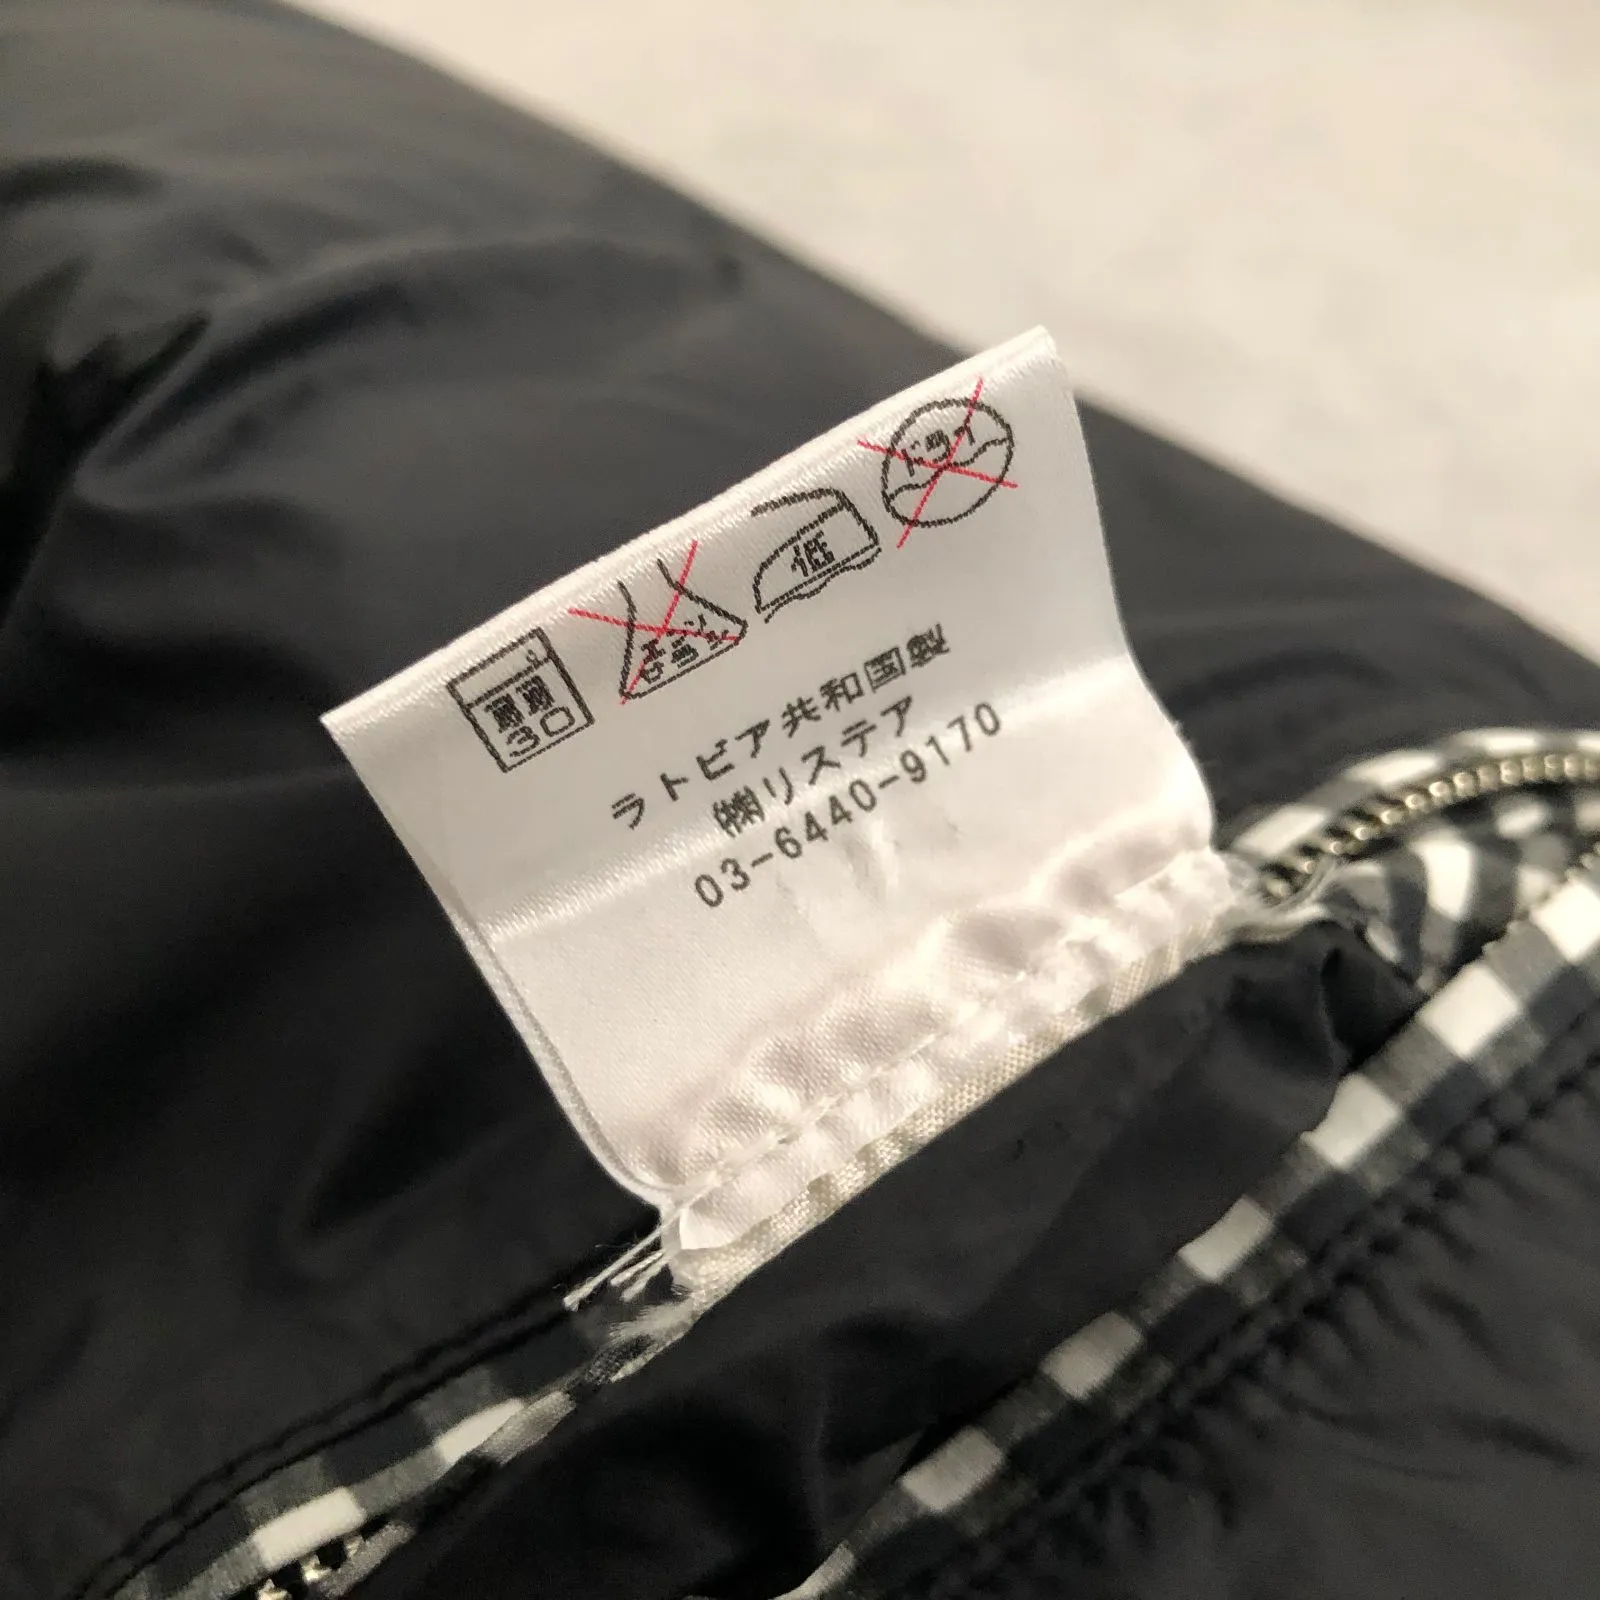 弱 30
エンソ
低
ドライ
ラトビア共和国製
㈱リステア
03-6440-9170